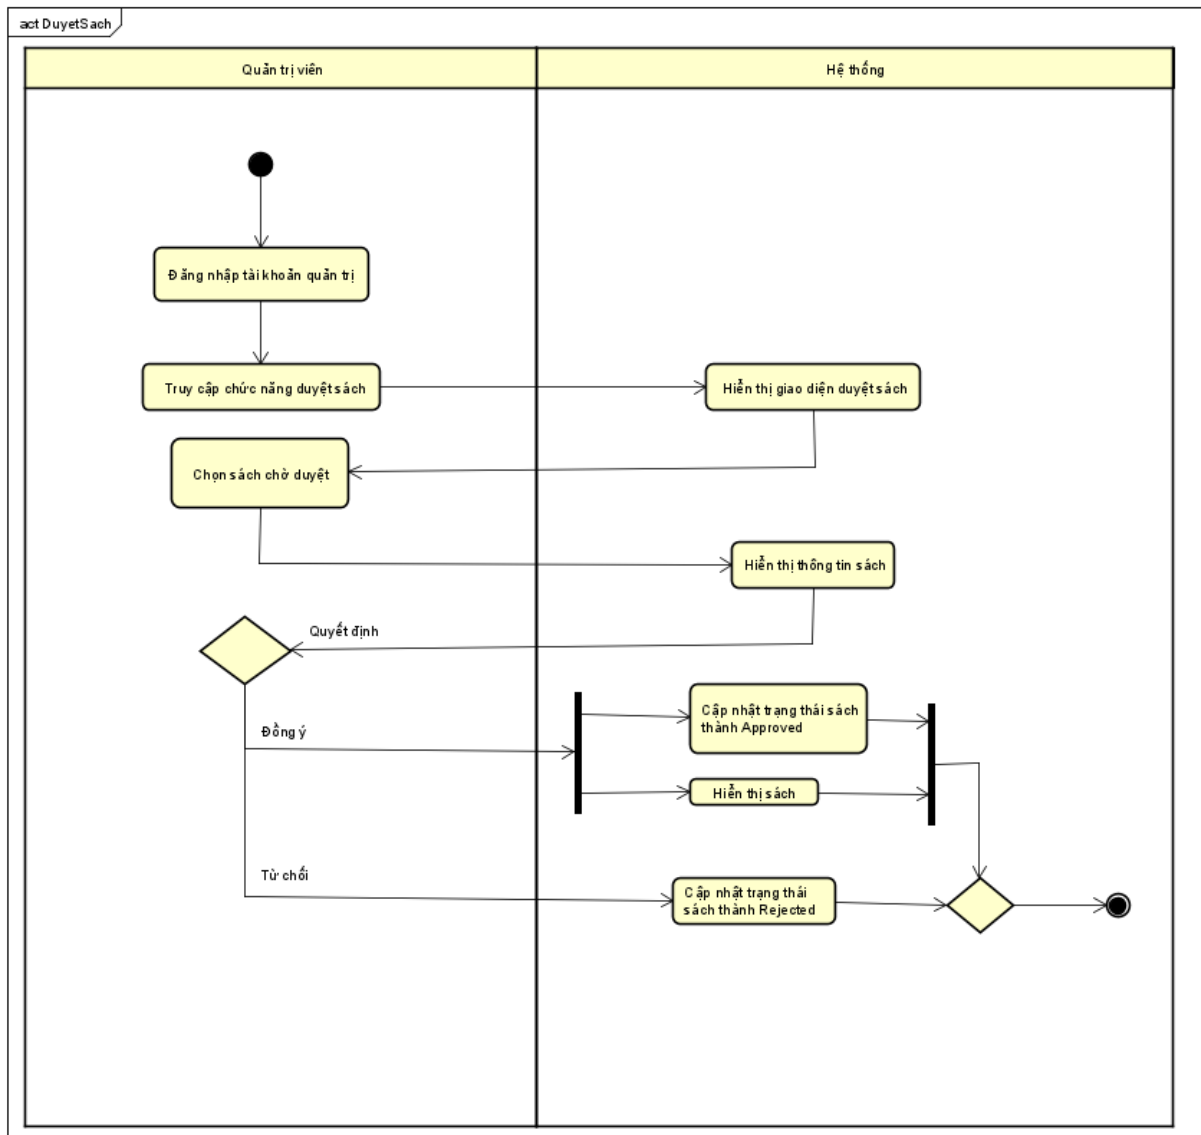 act DuyetSach
Quản trị viên
Hệ thống
Đăng nhập tài khoản quản trị
Truy cập chức năng duyệt sách
Hiển thị giao diện duyệt sách
Chọn sách chờ duyệt
Hiển thị thông tin sách
Quyết định
Cập nhật trạng thái sách
thành Approved
Đồng ý
Hiển thị sách
Từ chối
Cập nhật trạng thái
sách thành Rejected